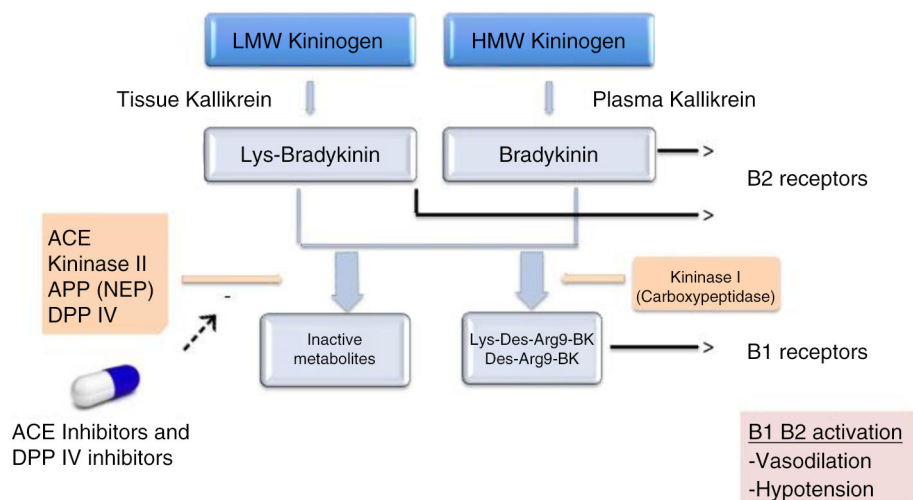 LMW Kininogen
HMW Kininogen
Tissue Kallikrein
Plasma Kallikrein
Lys-Bradykinin
Bradykinin
B2 receptors
ACE
Kininase II
APP (NEP)
DPP IV
-
Kininase I
(Carboxypeptidase)
Inactive
metabolites
Lys-Des-Arg9-BK
Des-Arg9-BK
B1 receptors
ACE Inhibitors and
DPP IV inhibitors
B1 B2 activation
-Vasodilation
-Hypotension